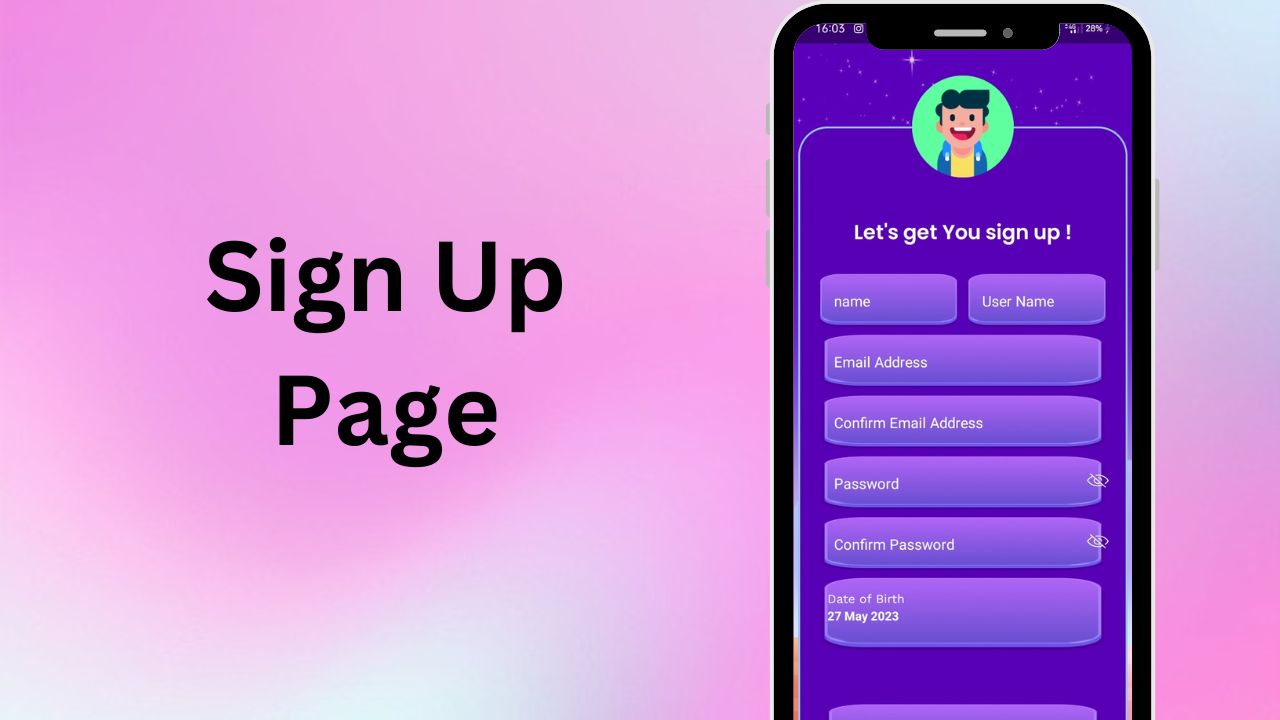 Sign Up
Page
16:03
28%
Let's get You sign up !
name
User Name
Email Address
Confirm Email Address
Password
Confirm Password
Date of Birth
27 May 2023